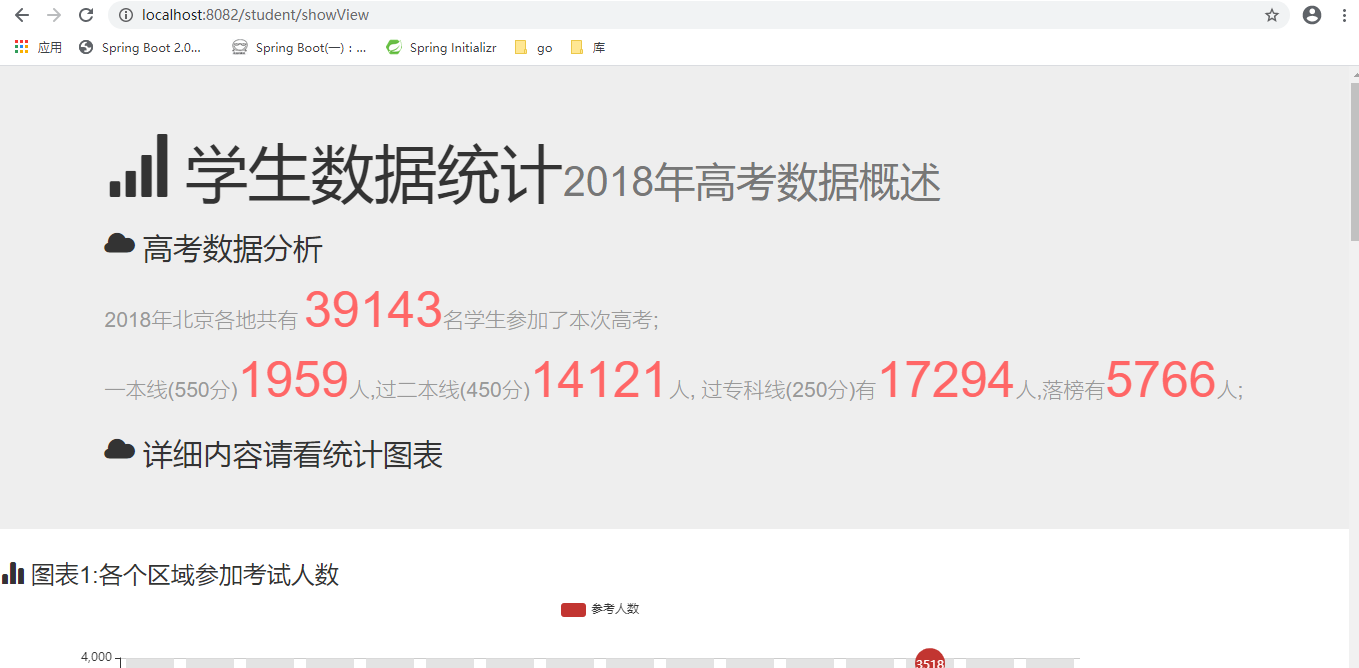 localhost:8082/student/showView
应用 Spring Boot 2.0... Spring Boot(一)：... Spring Initializr go 库
学生数据统计2018年高考数据概述
高考数据分析
2018年北京各地共有 39143名学生参加了本次高考;
一本线(550分)1959人,过二本线(450分)14121人, 过专科线(250分)有17294人,落榜有5766人;
详细内容请看统计图表
图表1:各个区域参加考试人数
参考人数
4,000
3518